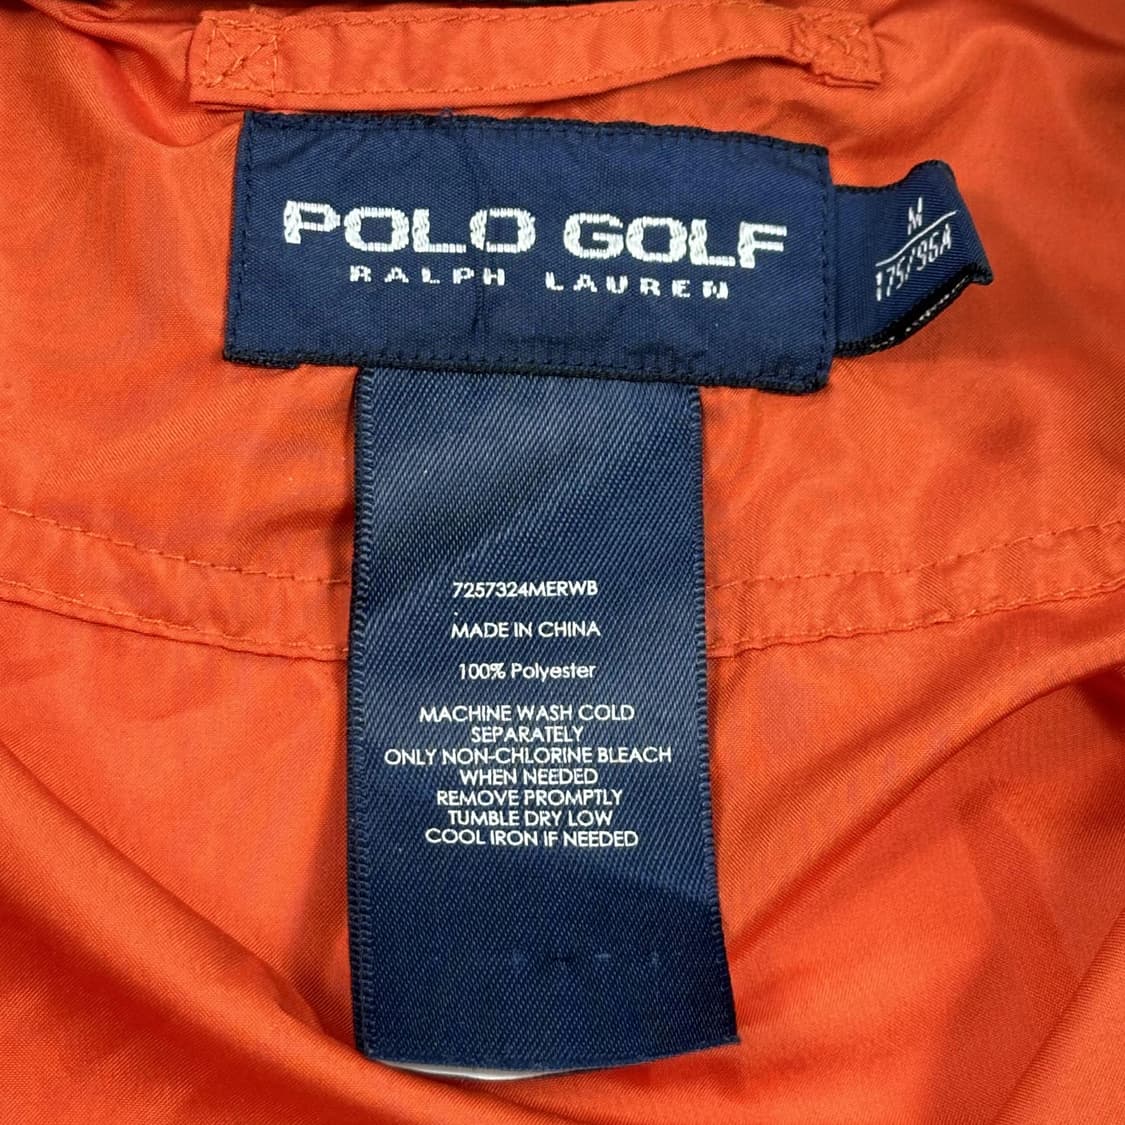 POLO GOLF
RALPH LAUREN
M
175/96A
7257324MERWB
MADE IN CHINA
100% Polyester
MACHINE WASH COLD
SEPARATELY
ONLY NON-CHLORINE BLEACH
WHEN NEEDED
REMOVE PROMPTLY
TUMBLE DRY LOW
COOL IRON IF NEEDED